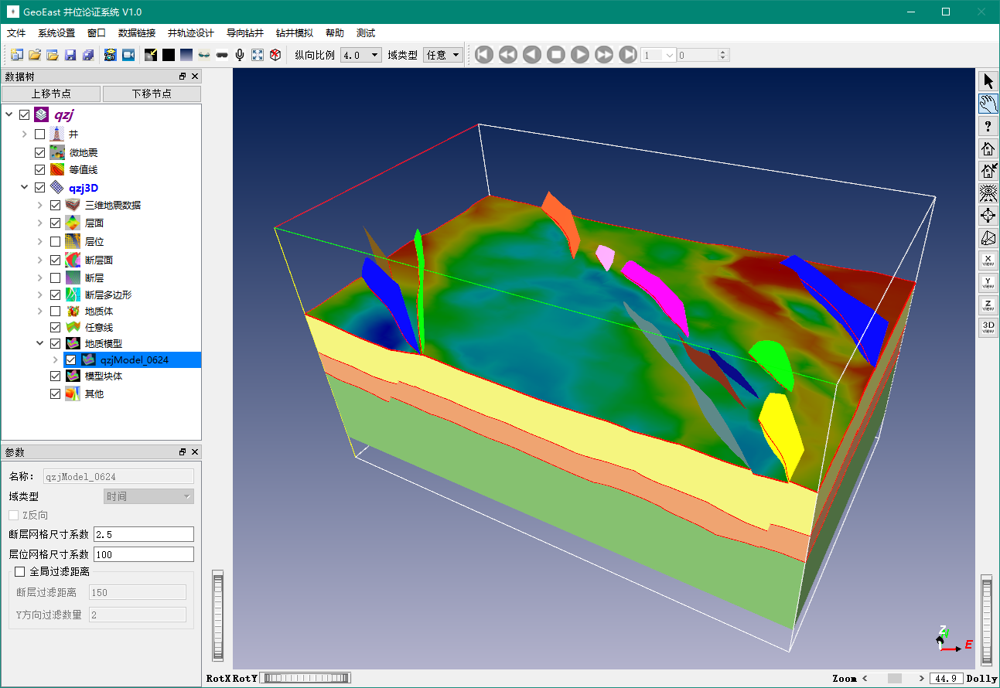 GeoEast 井位论证系统 V1.0
文件 系统设置 窗口 数据链接 井轨迹设计 导向钻井 钻井模拟 帮助 测试
纵向比例 4.0 域类型 任意 1 0
数据树
上移节点 下移节点
qzj
井
微地震
等值线
qzj3D
三维地震数据
层面
层位
断层面
断层
断层多边形
地质体
任意线
地质模型
qzjModel_0624
模型块体
其他
参数
名称: qzjModel_0624
域类型 时间
Z反向
断层网格尺寸系数 2.5
层位网格尺寸系数 100
全局过滤距离
断层过滤距离 150
Y方向过滤数量 2
?
X
view
Y
view
Z
view
3D
view
Z
Y
E
RotX RotY Zoom 44.9 Dolly